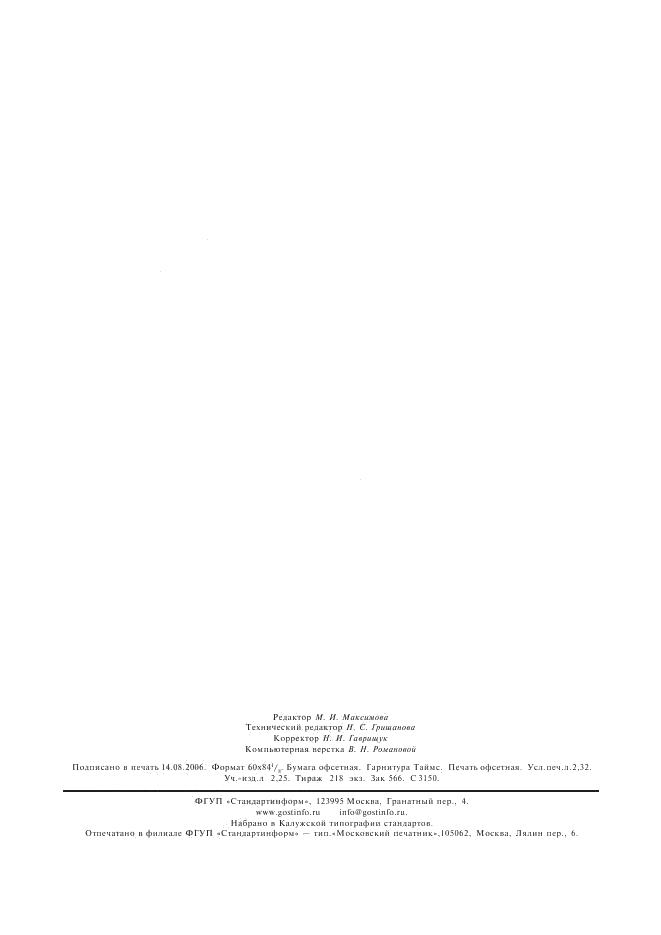 Редактор М. И. Максимова
Технический редактор Н. С. Гришанова
Корректор Н. И. Гаврищук
Компьютерная верстка В. Н. Романовой
Подписано в печать 14.08.2006. Формат 60х84¹/₈. Бумага офсетная. Гарнитура Таймс. Печать офсетная. Усл.печ.л.2,32.
Уч.-изд.л 2,25. Тираж 218 экз. Зак 566. С 3150.
ФГУП «Стандартинформ», 123995 Москва, Гранатный пер., 4.
www.gostinfo.ru info@gostinfo.ru.
Набрано в Калужской типографии стандартов.
Отпечатано в филиале ФГУП «Стандартинформ» — тип.«Московский печатник»,105062, Москва, Лялин пер., 6.